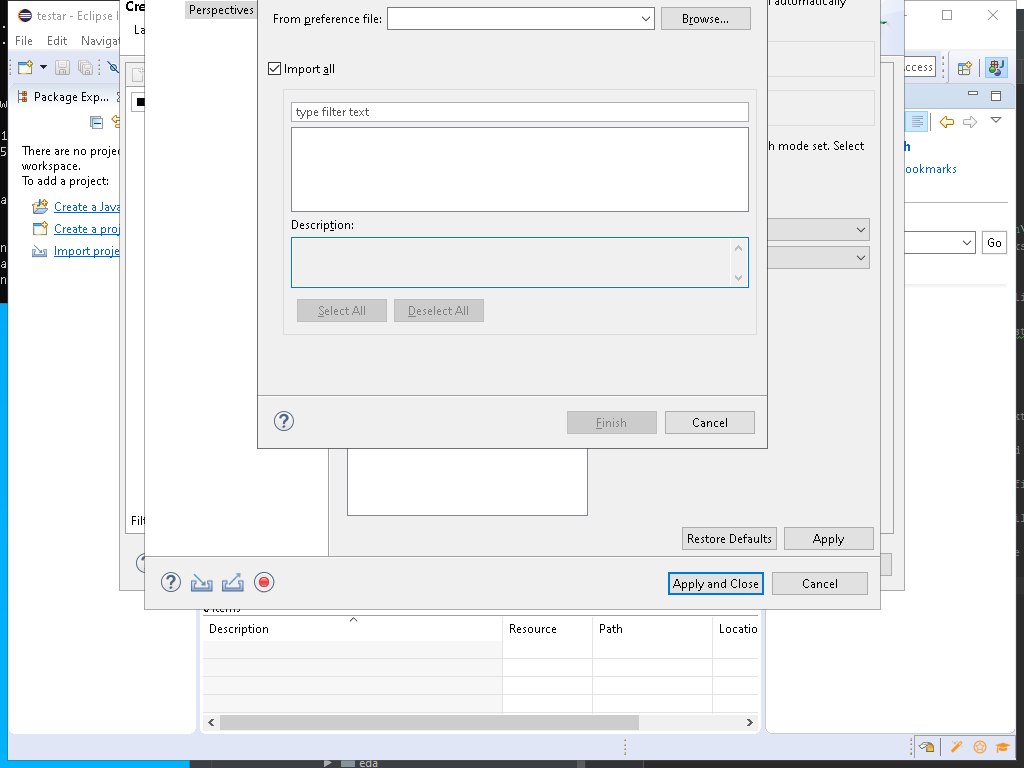 testar - Eclipse I
File Edit Navigat
Package Exp...
There are no projec
workspace.
To add a project:
Create a Java
Create a proj
Import proje
Cre
La
Filt
Perspectives
From preference file:
Browse...
Import all
type filter text
Description:
Select All
Deselect All
Finish
Cancel
automatically
h mode set. Select
ccess
ookmarks
Go
Restore Defaults
Apply
Apply and Close
Cancel
items
Description
Resource
Path
Locatio
eda